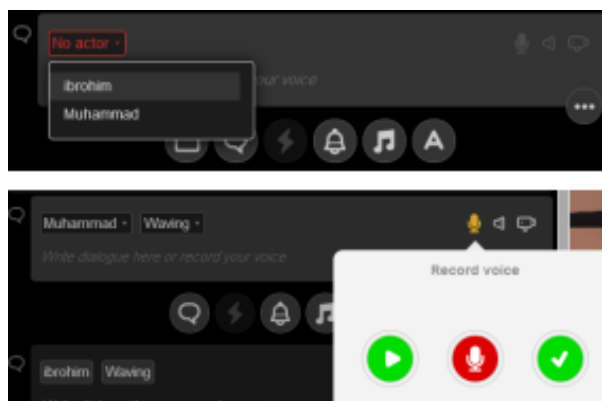 No actor
your voice
ibrohim
Muhammad
A
Muhammad Waving
Write dialogue here or record your voice
Record voice
ibrohim Waving